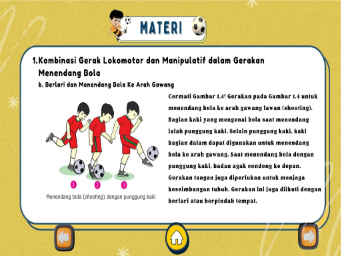 MATERI
1. Kombinasi Gerak Lokomotor dan Manipulatif dalam Gerakan
Menendang Bola
b. Berlari dan Menendang Bola Ke Arah Gawang
Cermati Gambar 1.4! Gerakan pada Gambar 1.4 untuk
menendang bola ke arah gawang lawan (shooting).
Bagian kaki yang mengenai bola saat menendang
ialah punggung kaki. Selain punggung kaki, kaki
bagian dalam dapat digunakan untuk menendang
bola ke arah gawang. Saat menendang bola dengan
punggung kaki, badan agak condong ke depan.
Gerakan tangan juga diperlukan untuk menjaga
keseimbangan tubuh. Gerakan ini juga diikuti dengan
berlari atau berpindah tempat.
1 2 3
Menendang bola (shooting) dengan punggung kaki